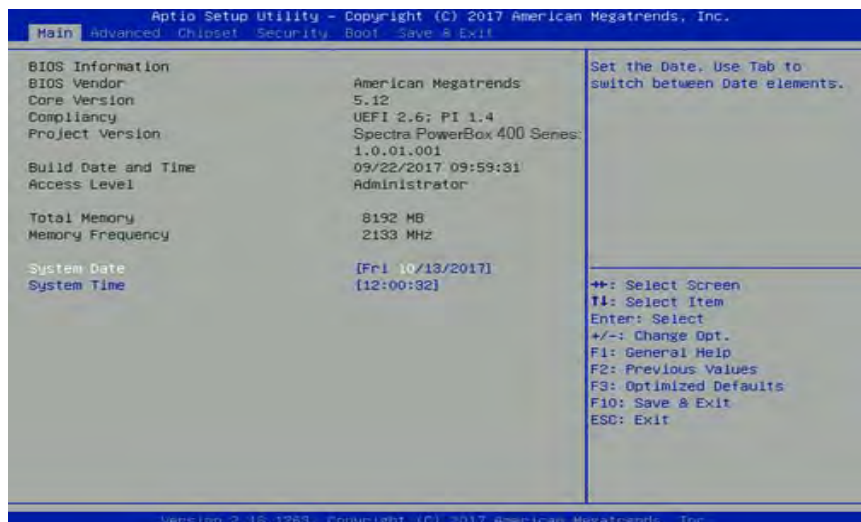 Aptio Setup Utility – Copyright (C) 2017 American Megatrends, Inc.
Main Advanced Chipset Security Boot Save & Exit
BIOS Information
BIOS Vendor American Megatrends
Core Version 5.12
Compliancy UEFI 2.6; PI 1.4
Project Version Spectra PowerBox 400 Series:
1.0.01.001
Build Date and Time 09/22/2017 09:59:31
Access Level Administrator
Total Memory 8192 MB
Memory Frequency 2133 MHz
System Date [Fri 10/13/2017]
System Time [12:00:32]
Set the Date. Use Tab to
switch between Date elements.
→←: Select Screen
↑↓: Select Item
Enter: Select
+/-: Change Opt.
F1: General Help
F2: Previous Values
F3: Optimized Defaults
F10: Save & Exit
ESC: Exit
Version 2.18.1263. Copyright (C) 2017 American Megatrends, Inc.